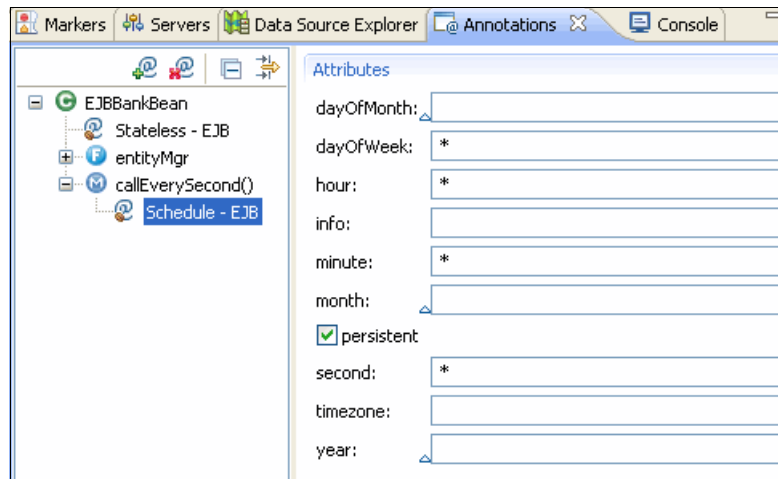 Markers Servers Data Source Explorer Annotations Console
Attributes
EJBBankBean
Stateless - EJB
entityMgr
callEverySecond()
Schedule - EJB
dayOfMonth:
dayOfWeek: *
hour: *
info:
minute: *
month:
persistent
second: *
timezone:
year: